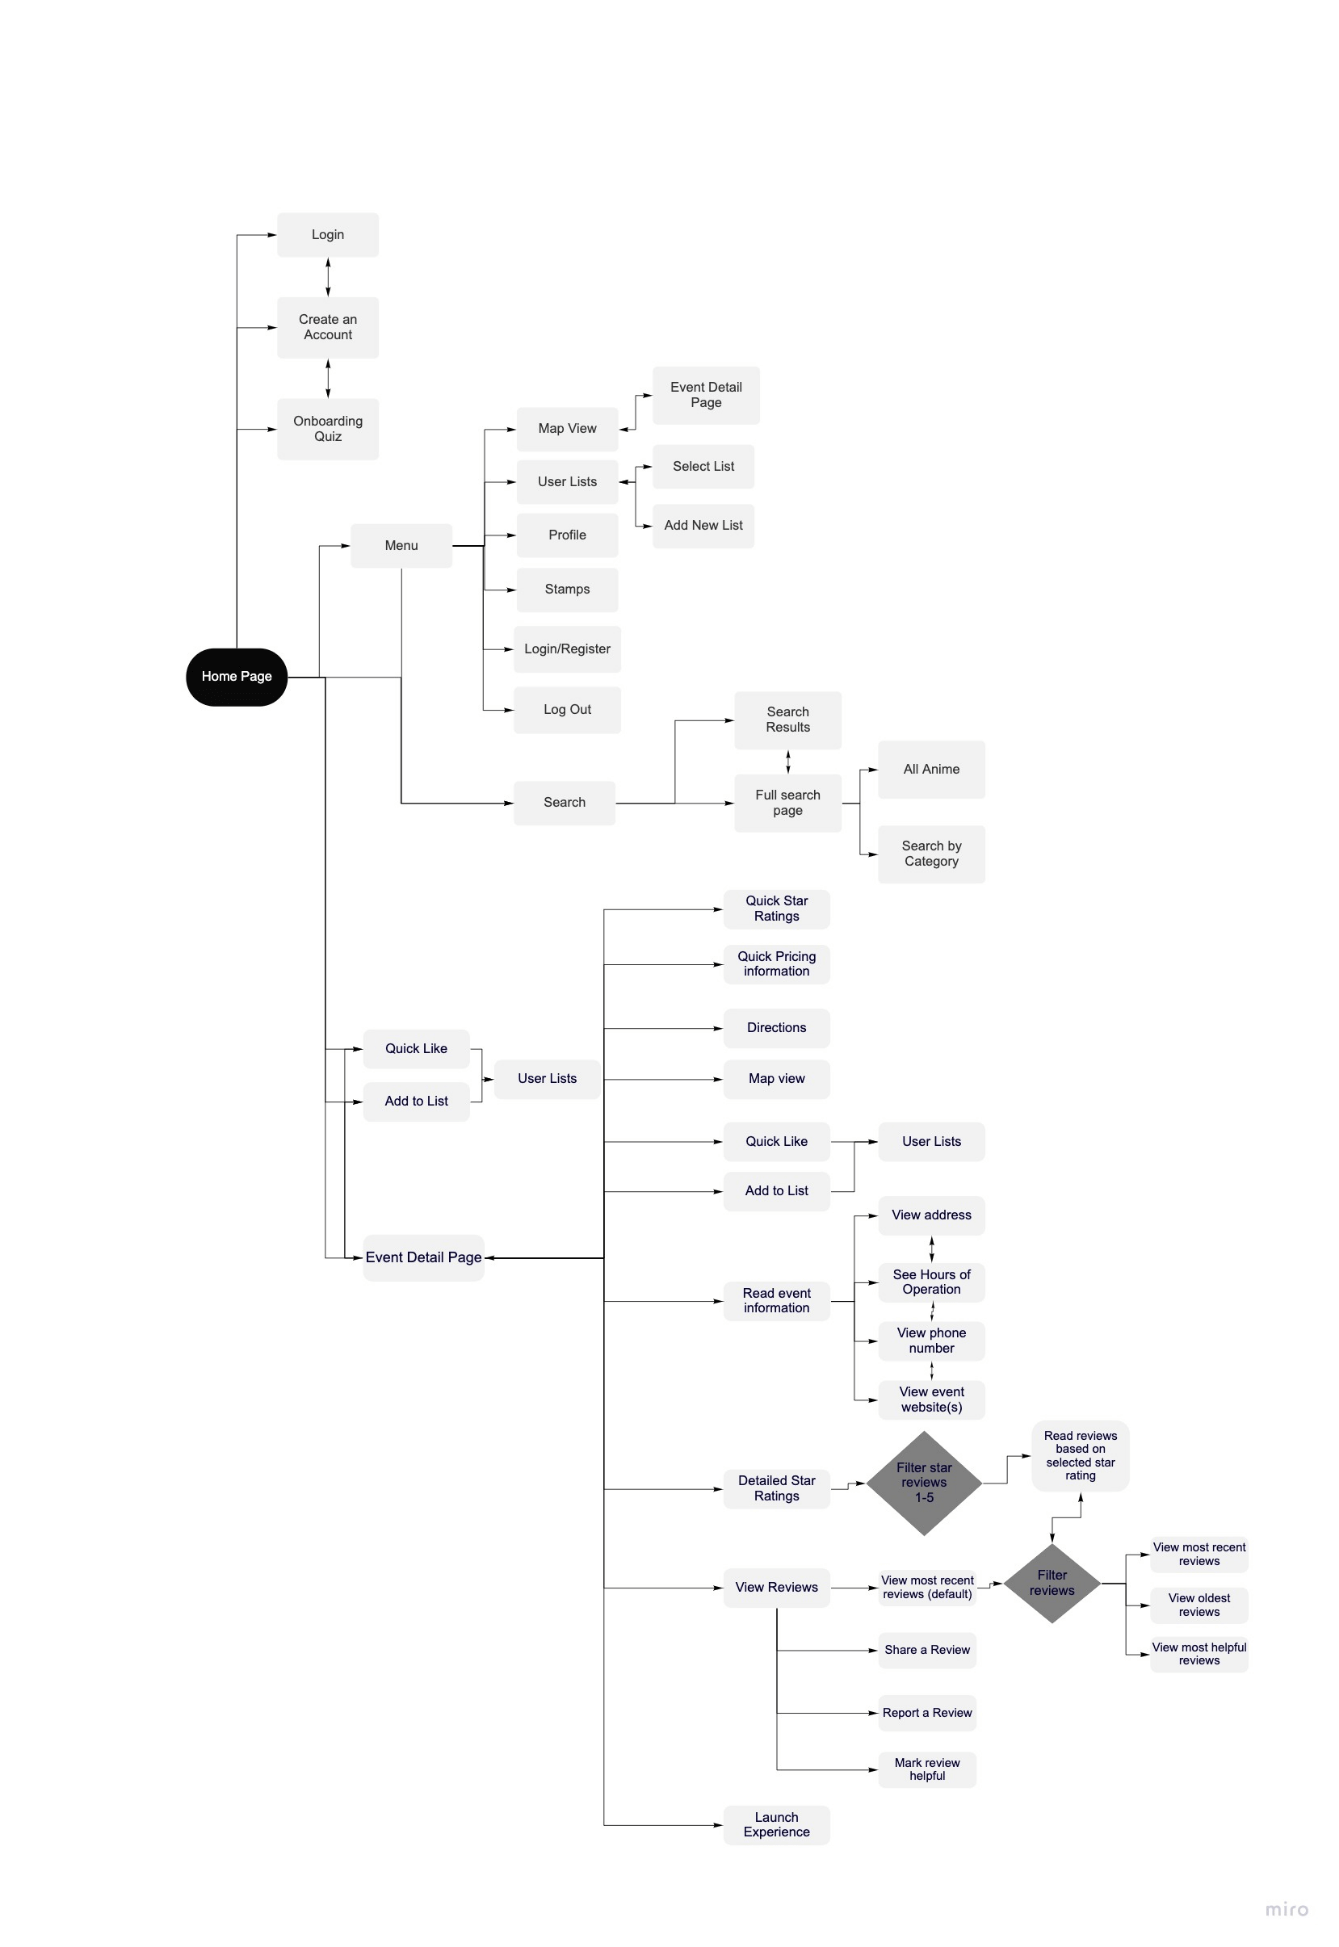 Login
Create an
Account
Onboarding
Quiz
Event Detail
Page
Map View
Select List
User Lists
Add New List
Profile
Menu
Stamps
Login/Register
Home Page
Log Out
Search
Results
All Anime
Search
Full search
page
Search by
Category
Quick Star
Ratings
Quick Pricing
information
Directions
Quick Like
User Lists
Map view
Add to List
Quick Like
User Lists
Add to List
View address
Event Detail Page
See Hours of
Operation
Read event
information
View phone
number
View event
website(s)
Read reviews
based on
selected star
rating
Detailed Star
Ratings
Filter star
reviews
1-5
View most recent
reviews
View Reviews
View most recent
reviews (default)
Filter
reviews
View oldest
reviews
Share a Review
View most helpful
reviews
Report a Review
Mark review
helpful
Launch
Experience
miro